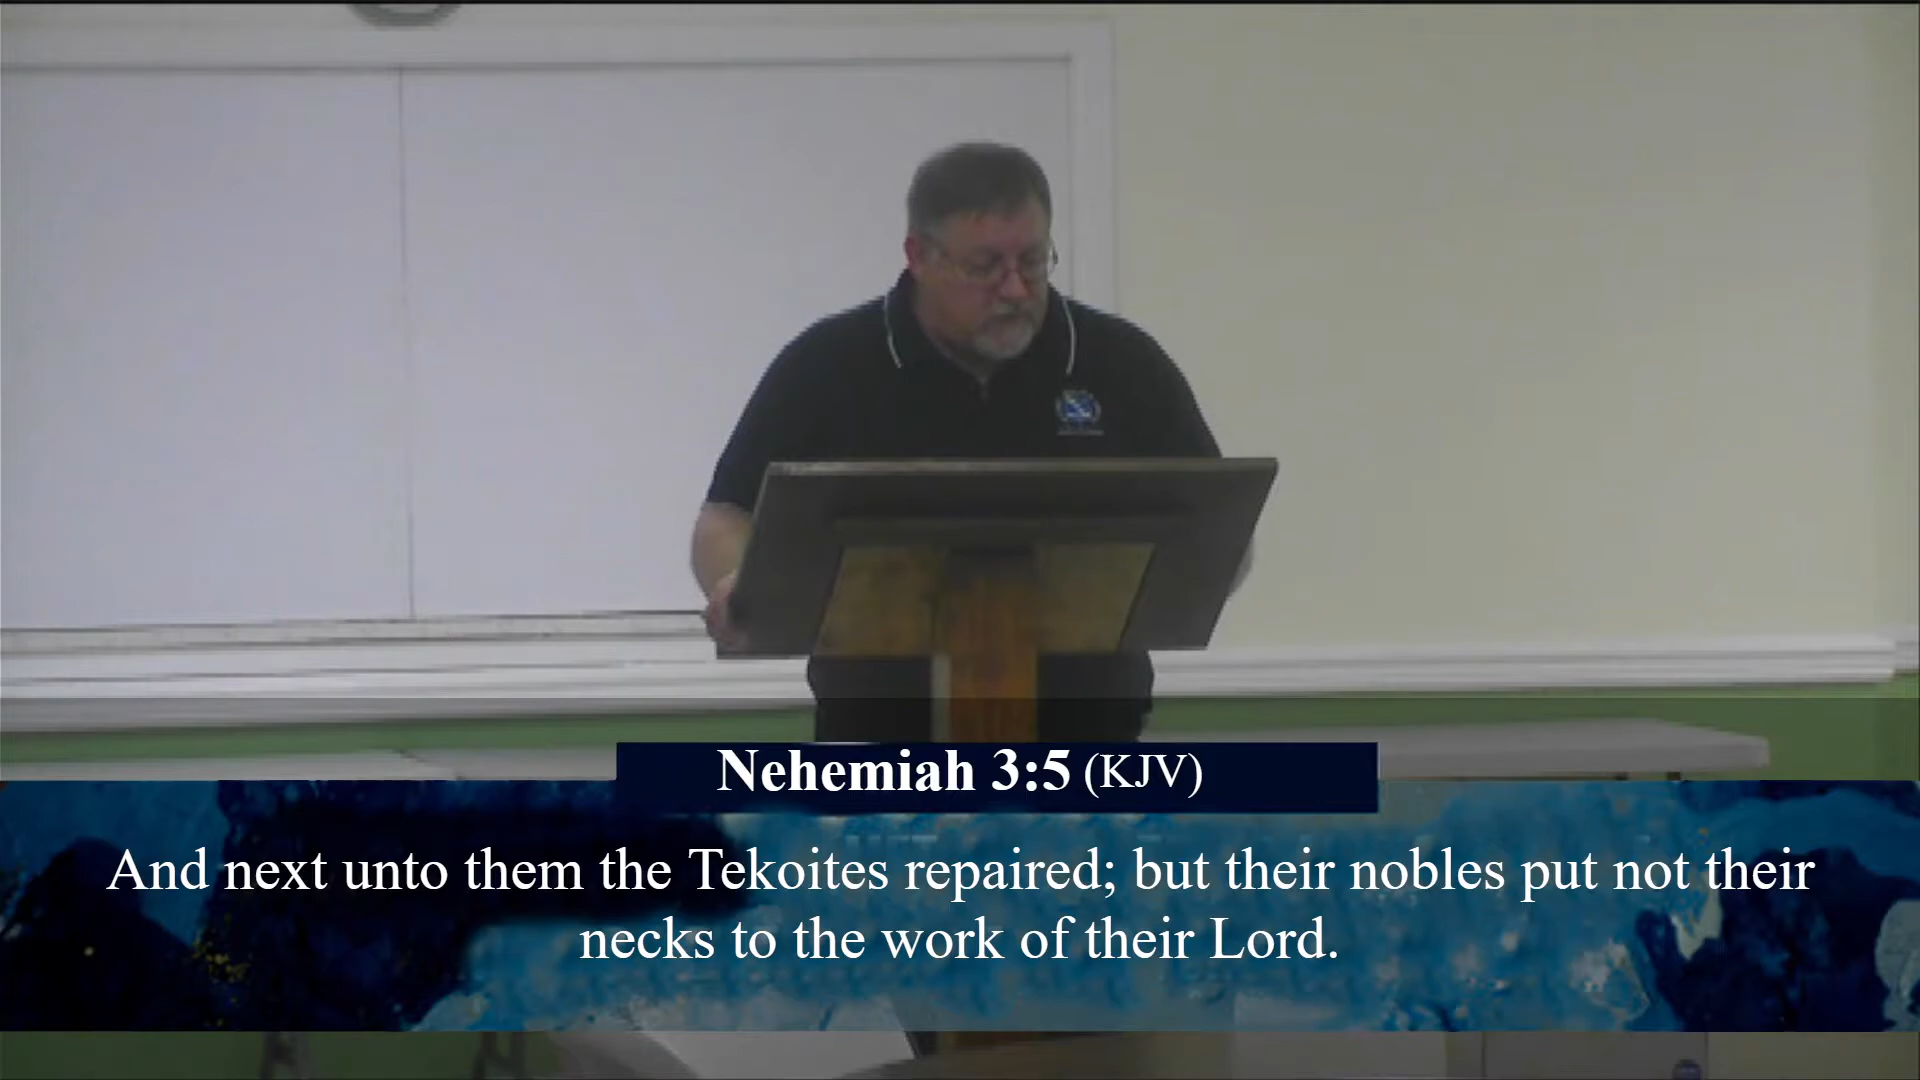 Nehemiah 3:5 (KJV)
And next unto them the Tekoites repaired; but their nobles put not their
necks to the work of their Lord.